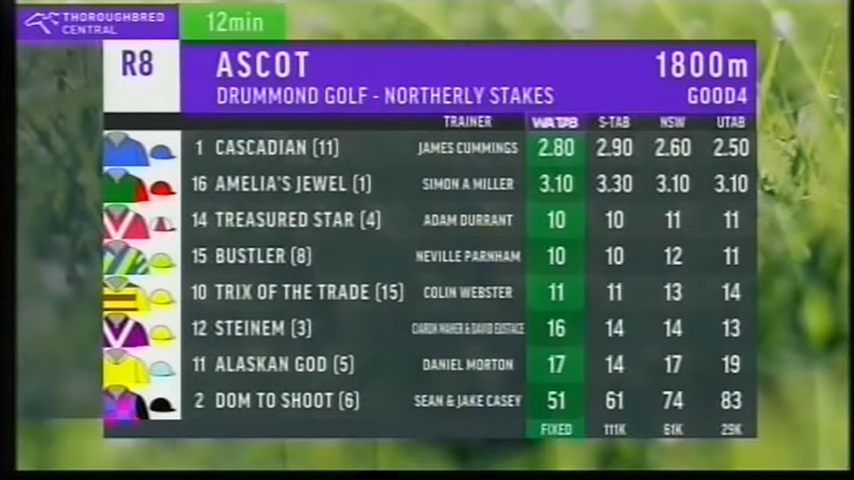 THOROUGHBRED
CENTRAL
12min
R8 ASCOT 1800m
DRUMMOND GOLF - NORTHERLY STAKES GOOD4
TRAINER WATAB S-TAB NSW UTAB
1 CASCADIAN (11) JAMES CUMMINGS 2.80 2.90 2.60 2.50
16 AMELIA'S JEWEL (1) SIMON A MILLER 3.10 3.30 3.10 3.10
14 TREASURED STAR (4) ADAM DURRANT 10 10 11 11
15 BUSTLER (8) NEVILLE PARNHAM 10 10 12 11
10 TRIX OF THE TRADE (15) COLIN WEBSTER 11 11 13 14
12 STEINEM (3) CIARON MAHER & DAVID EUSTACE 16 14 14 13
11 ALASKAN GOD (5) DANIEL MORTON 17 14 17 19
2 DOM TO SHOOT (6) SEAN & JAKE CASEY 51 61 74 83
FIXED 111K 61K 29K